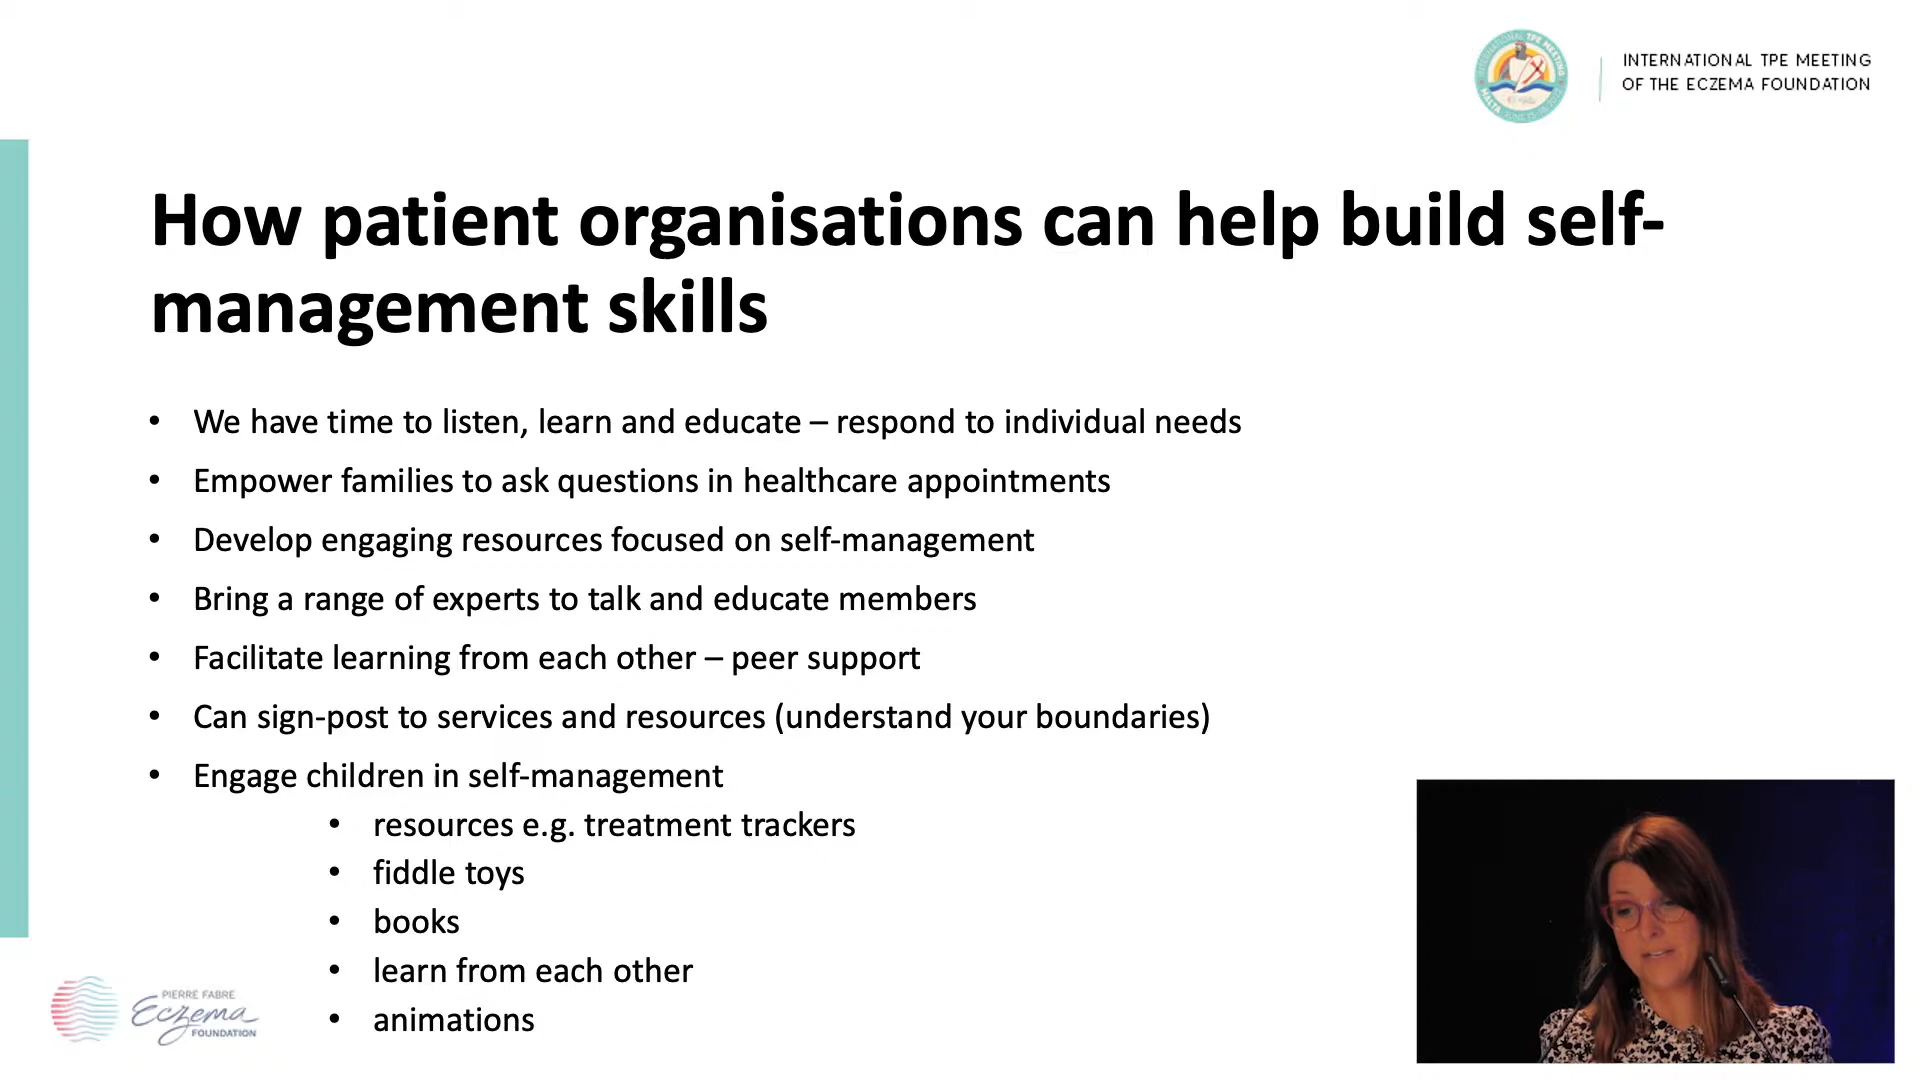 INTERNATIONAL TPE MEETING
MALTA
INTERNATIONAL TPE MEETING
OF THE ECZEMA FOUNDATION
How patient organisations can help build self-
management skills
• We have time to listen, learn and educate – respond to individual needs
• Empower families to ask questions in healthcare appointments
• Develop engaging resources focused on self-management
• Bring a range of experts to talk and educate members
• Facilitate learning from each other – peer support
• Can sign-post to services and resources (understand your boundaries)
• Engage children in self-management
• resources e.g. treatment trackers
• fiddle toys
• books
• learn from each other
• animations
PIERRE FABRE
Eczema
FOUNDATION